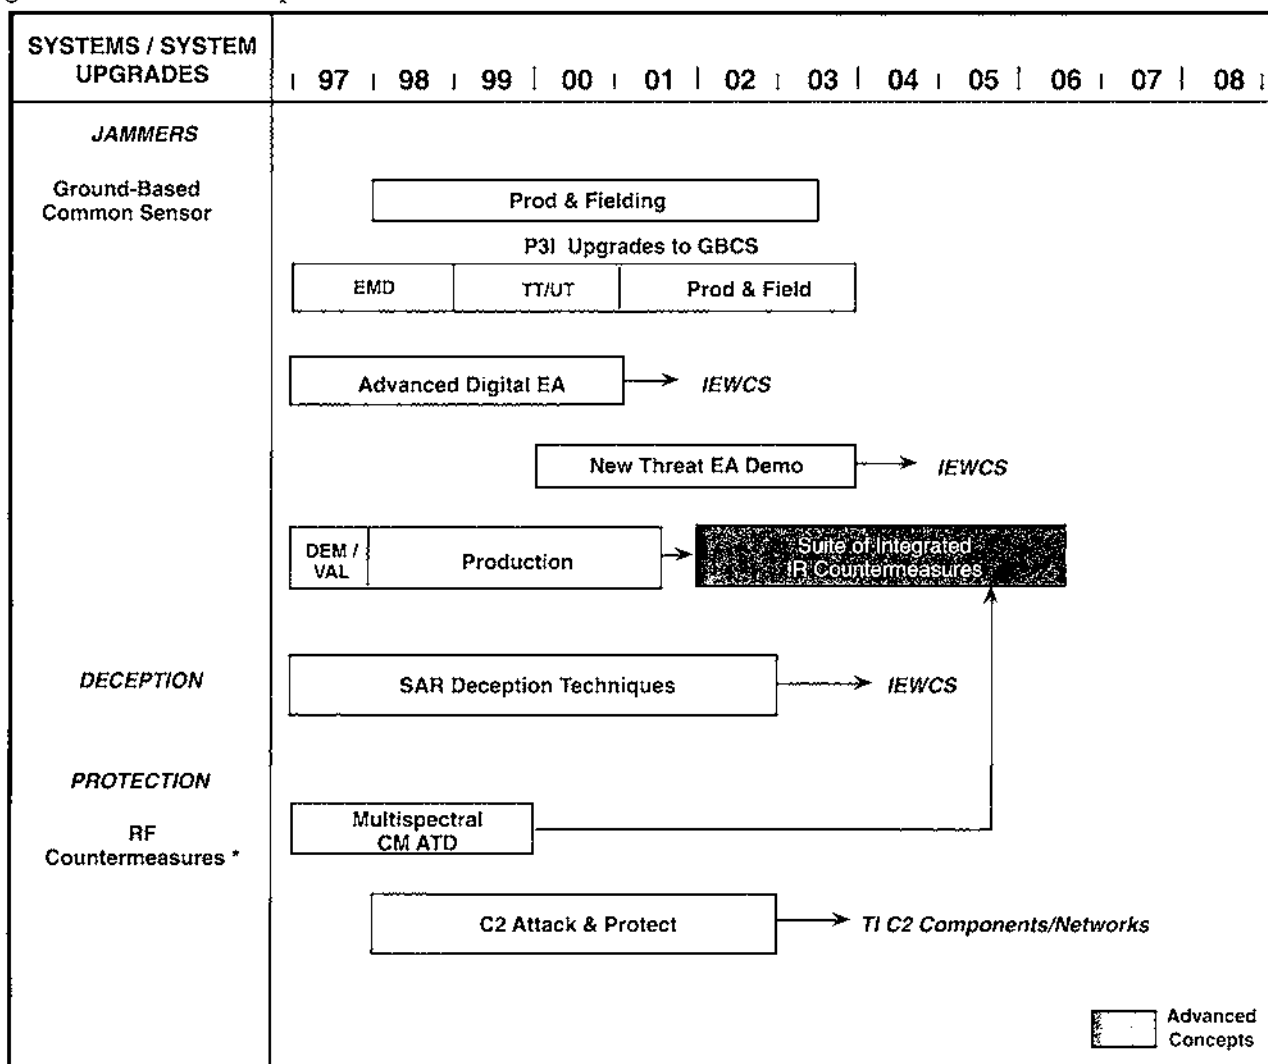 SYSTEMS / SYSTEM
UPGRADES
97 98 99 00 01 02 03 04 05 06 07 08
JAMMERS
Ground-Based
Common Sensor
Prod & Fielding
P3I Upgrades to GBCS
EMD
TT/UT
Prod & Field
Advanced Digital EA
IEWCS
New Threat EA Demo
IEWCS
DEM /
VAL
Production
Suite of Integrated
IR Countermeasures
DECEPTION
SAR Deception Techniques
IEWCS
PROTECTION
RF
Countermeasures *
Multispectral
CM ATD
C2 Attack & Protect
TI C2 Components/Networks
Advanced
Concepts